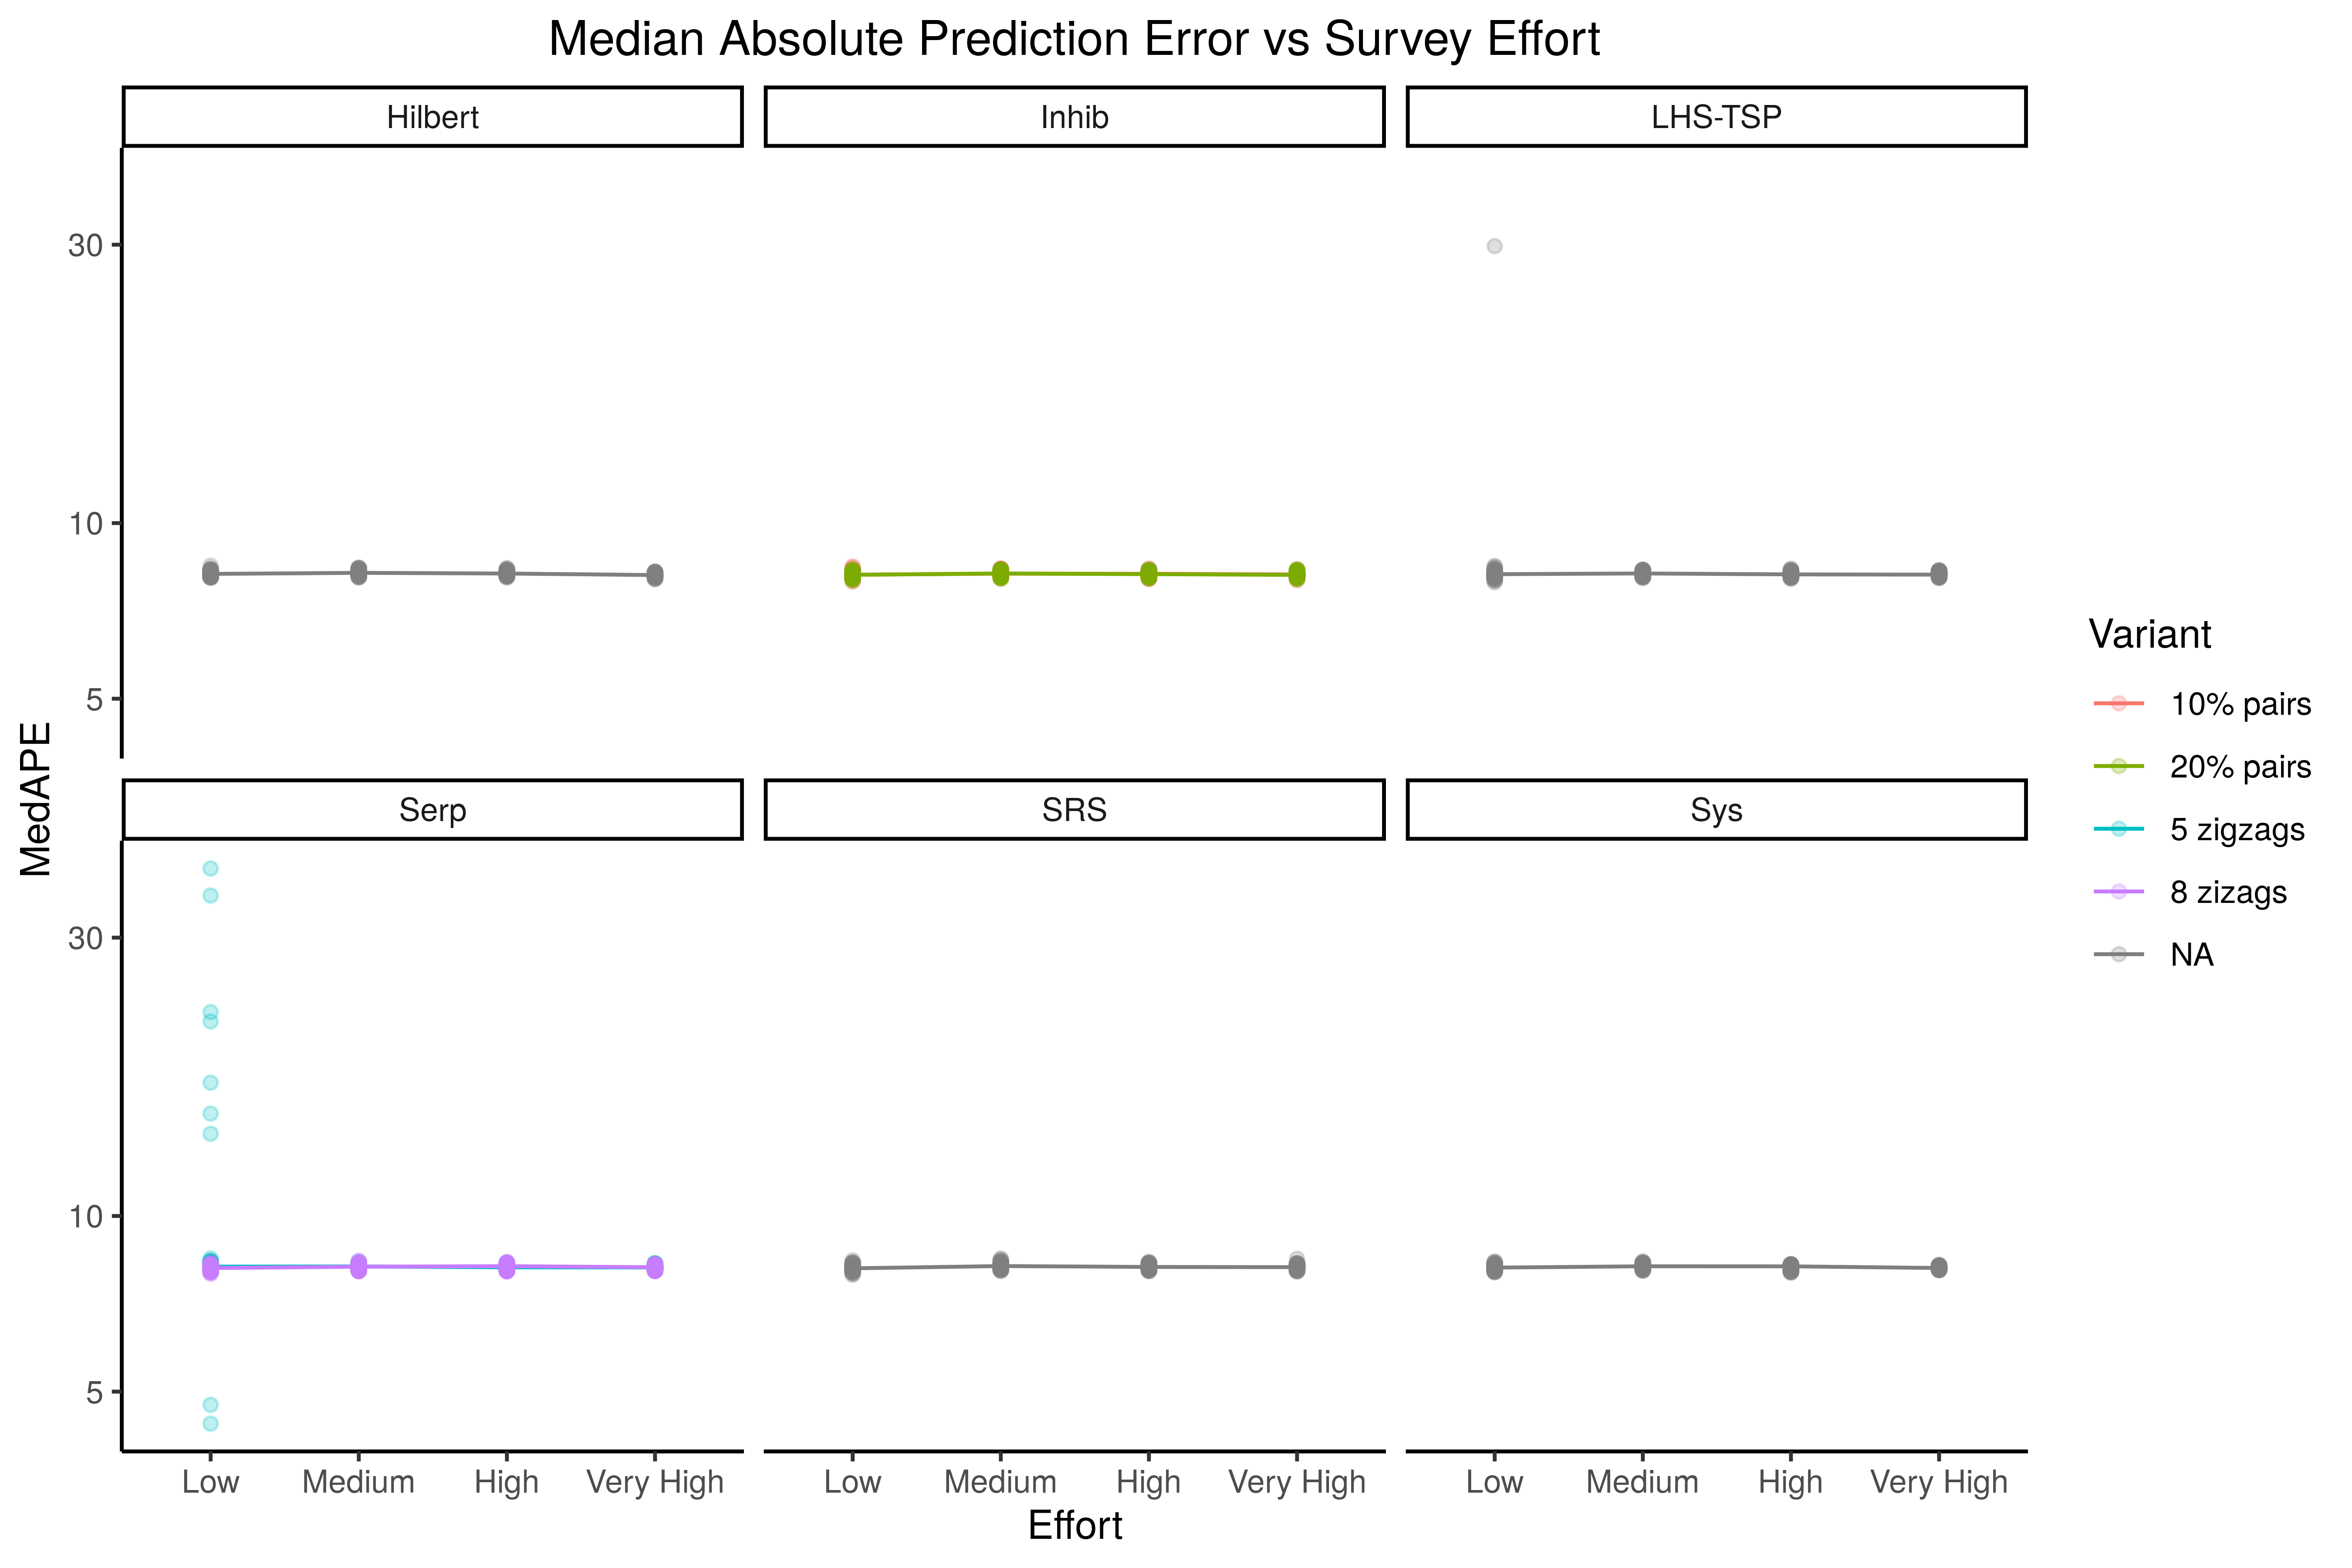 Median Absolute Prediction Error vs Survey Effort
Hilbert
Inhib
LHS-TSP
30
10
5
Serp
SRS
Sys
30
10
5
MedAPE
Low Medium High Very High
Low Medium High Very High
Low Medium High Very High
Effort
Variant
10% pairs
20% pairs
5 zigzags
8 zizags
NA